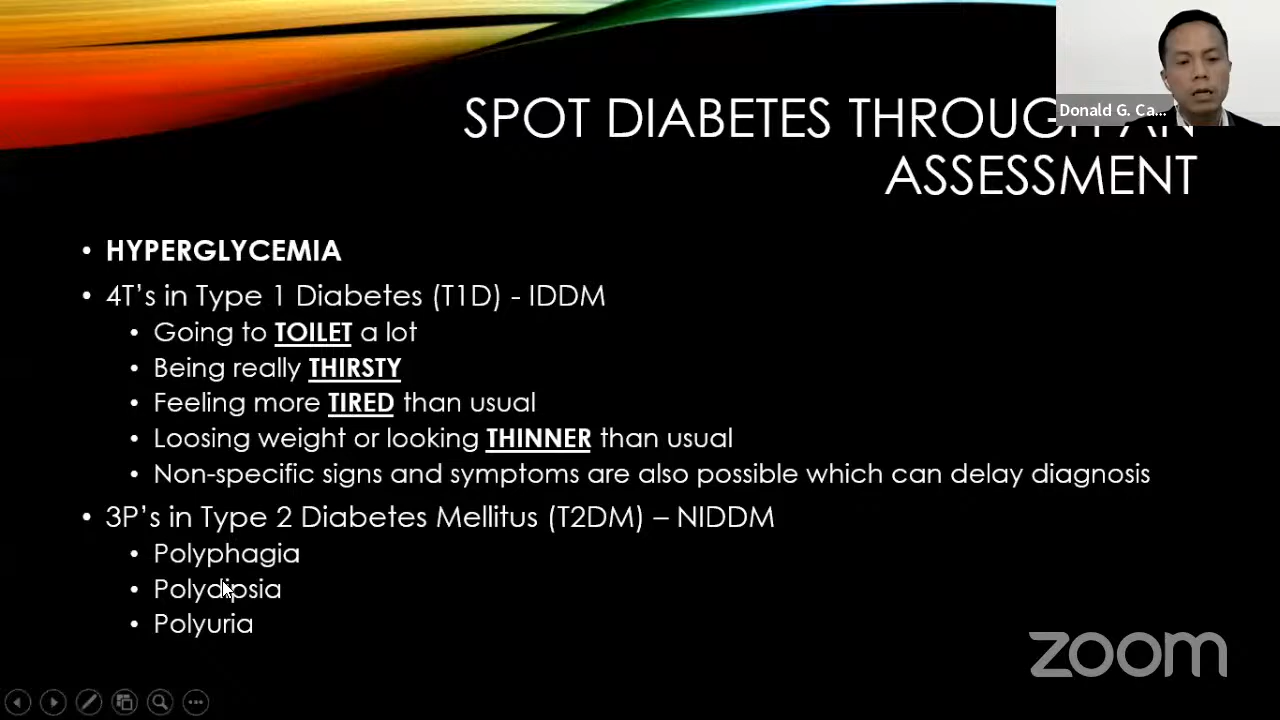 SPOT DIABETES THROUGH AN
ASSESSMENT
Donald G. Ca...
• HYPERGLYCEMIA
• 4T's in Type 1 Diabetes (T1D) - IDDM
• Going to TOILET a lot
• Being really THIRSTY
• Feeling more TIRED than usual
• Loosing weight or looking THINNER than usual
• Non-specific signs and symptoms are also possible which can delay diagnosis
• 3P's in Type 2 Diabetes Mellitus (T2DM) – NIDDM
• Polyphagia
• Polydipsia
• Polyuria
zoom